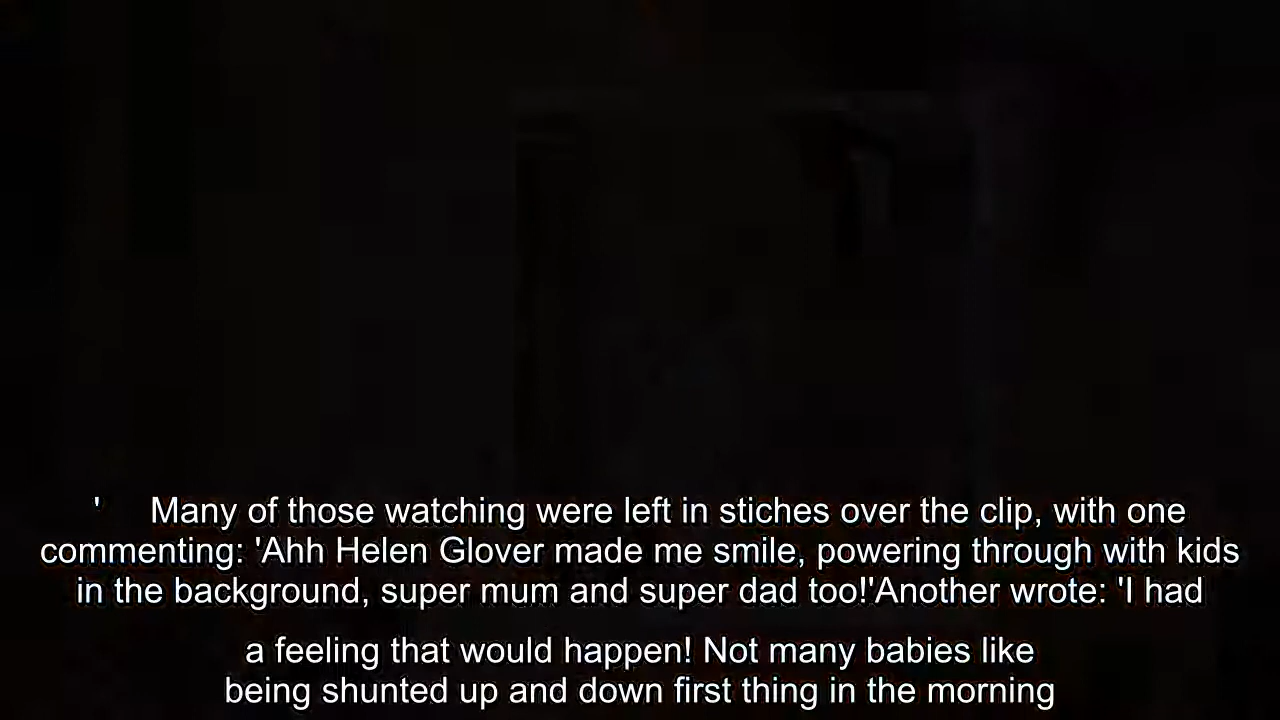 ' Many of those watching were left in stiches over the clip, with one
commenting: 'Ahh Helen Glover made me smile, powering through with kids
in the background, super mum and super dad too!'Another wrote: 'I had
a feeling that would happen! Not many babies like
being shunted up and down first thing in the morning